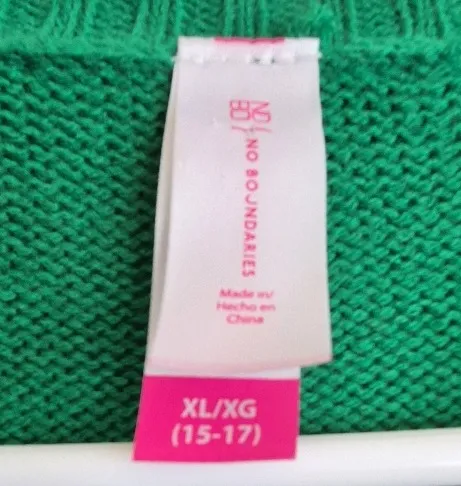 NO
BO
NO BOUNDARIES
Made in/
Hecho en
China
XL/XG
(15-17)